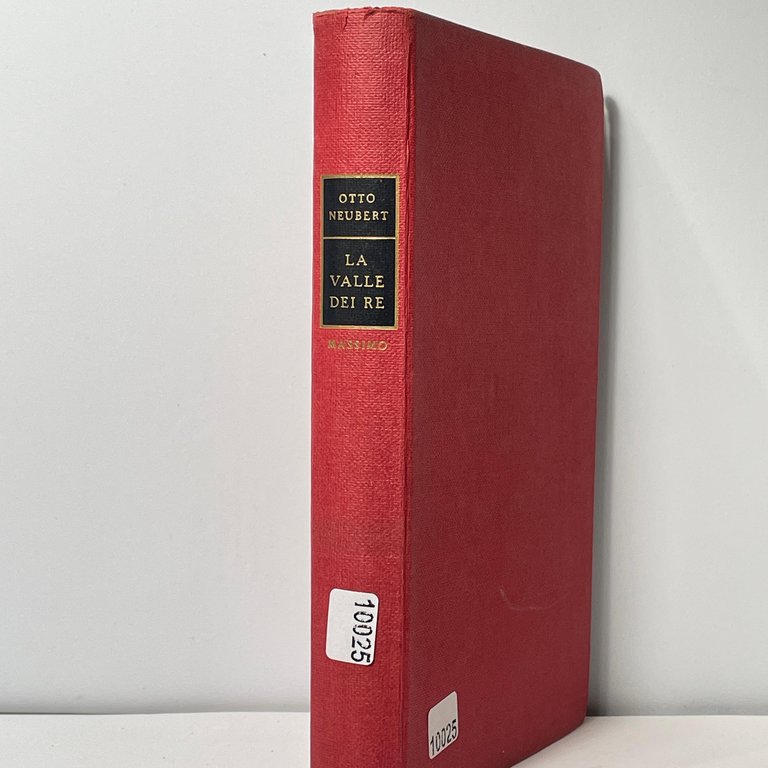 OTTO
NEUBERT
LA
VALLE
DEI RE
MASSIMO
10025
10025